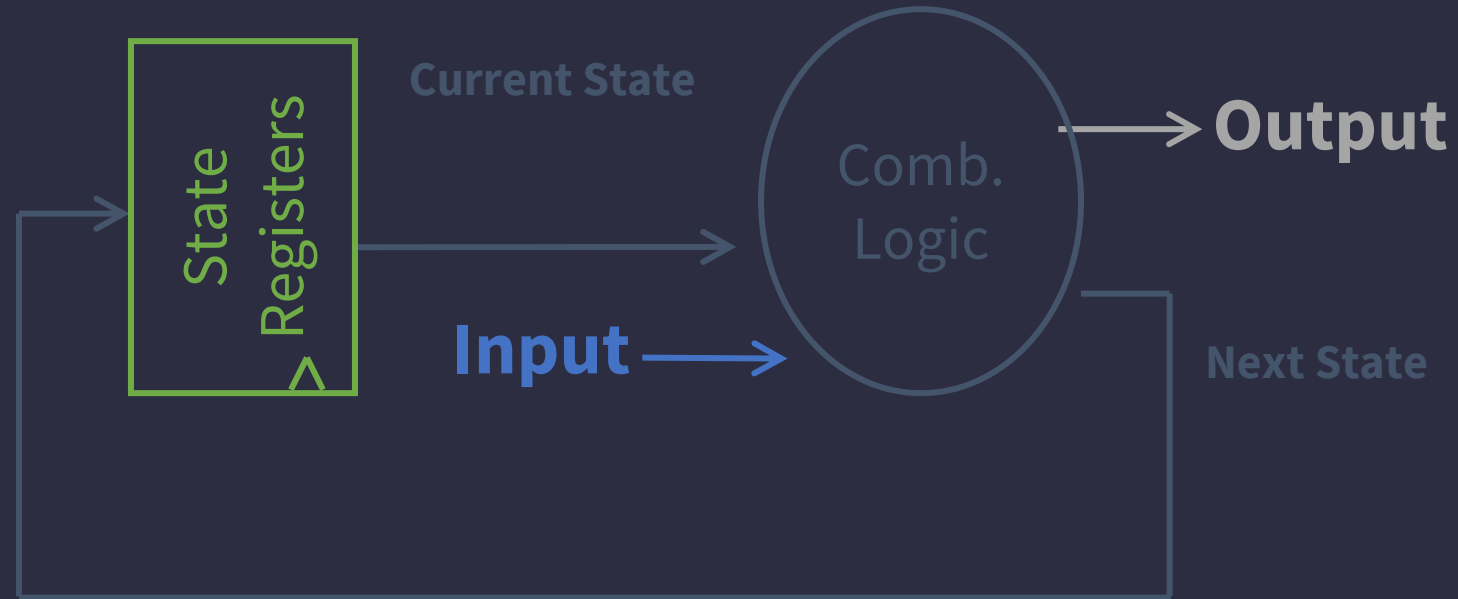 State
Registers
Current State
Comb.
Logic
Output
Input
Next State